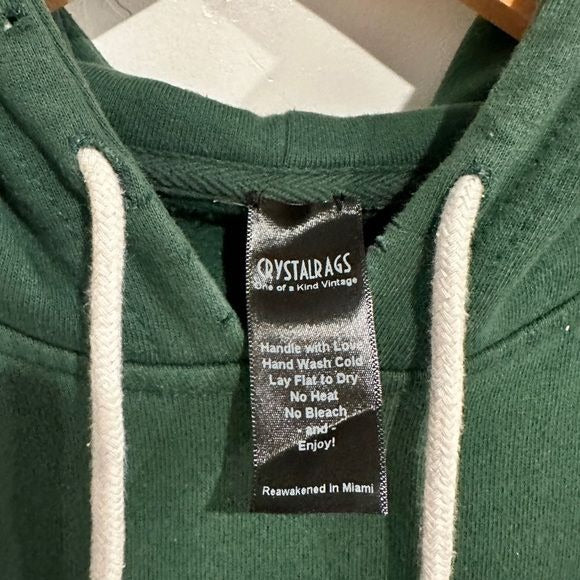 CRYSTALRAGS
One of a Kind Vintage
Handle with Love
Hand Wash Cold
Lay Flat to Dry
No Heat
No Bleach
- and -
Enjoy!
Reawakened in Miami